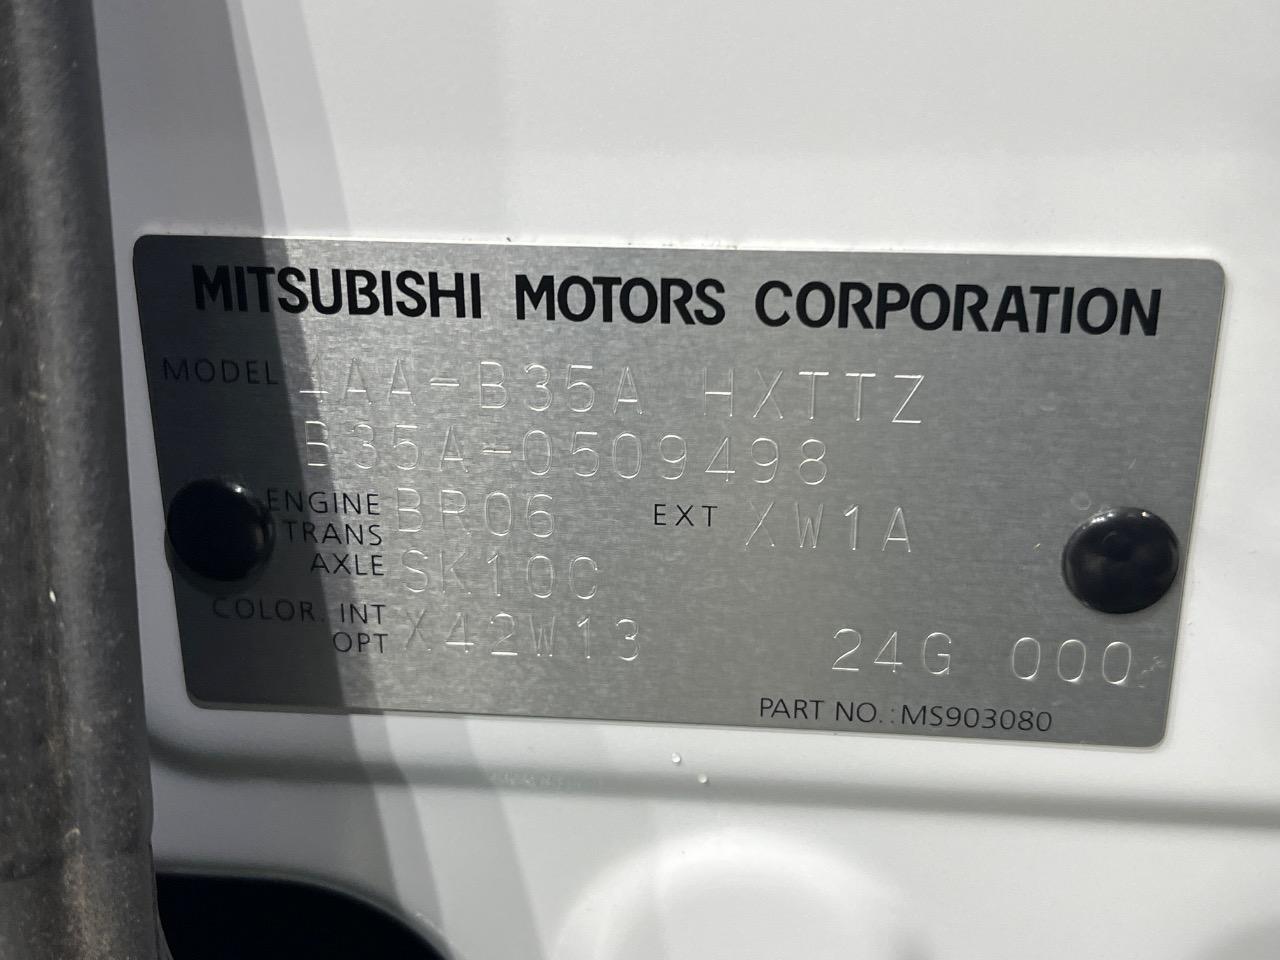 MITSUBISHI MOTORS CORPORATION
MODEL 4AA-B35A HXTTZ
B35A-0509498
ENGINE BR06 EXT XW1A
TRANS
AXLE SK10C
COLOR. INT X42W13
OPT 24G 000
PART NO.:MS903080